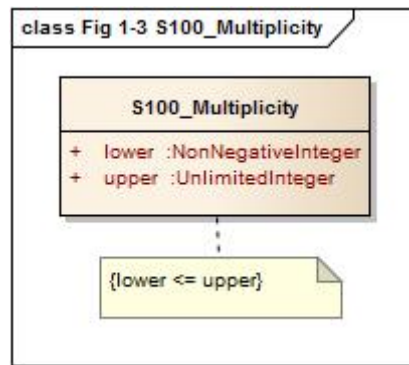 class Fig 1-3 S100_Multiplicity
S100_Multiplicity
+ lower :NonNegativeInteger
+ upper :UnlimitedInteger
{lower <= upper}